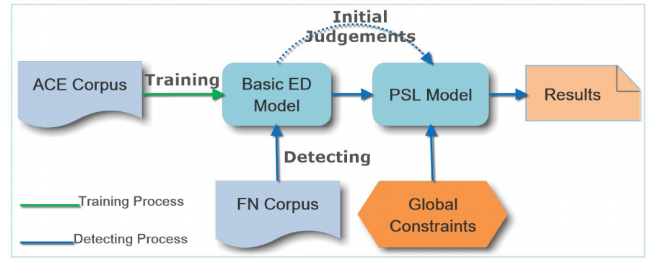 Initial
Judgements
ACE Corpus
Training
Basic ED
Model
PSL Model
Results
Detecting
FN Corpus
Global
Constraints
Training Process
Detecting Process